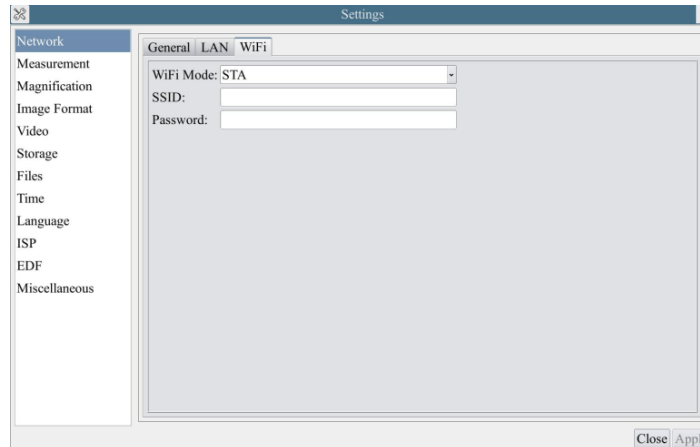 Settings
Network
Measurement
Magnification
Image Format
Video
Storage
Files
Time
Language
ISP
EDF
Miscellaneous
General LAN WiFi
WiFi Mode: STA
SSID:
Password:
Close App